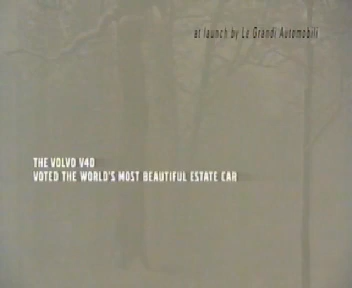 at launch by Le Grandi Automobili
THE VOLVO V40
VOTED THE WORLD'S MOST BEAUTIFUL ESTATE CAR